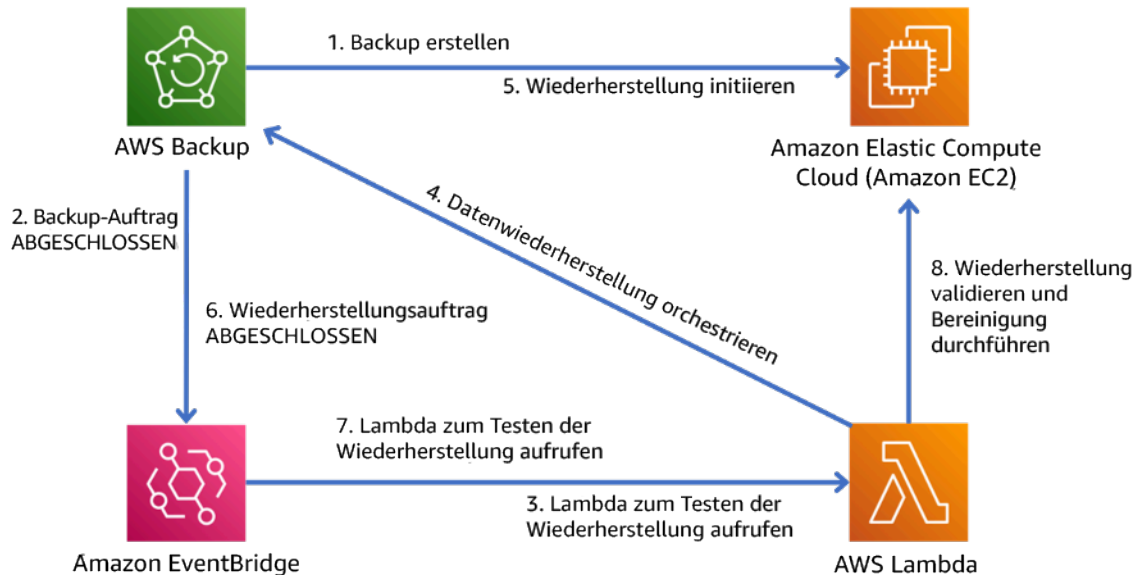 1. Backup erstellen
5. Wiederherstellung initiieren
AWS Backup
Amazon Elastic Compute
Cloud (Amazon EC2)
2. Backup-Auftrag
ABGESCHLOSSEN
4. Datenwiederherstellung orchestrieren
6. Wiederherstellungsauftrag
ABGESCHLOSSEN
8. Wiederherstellung
validieren und
Bereinigung
durchführen
7. Lambda zum Testen der
Wiederherstellung aufrufen
3. Lambda zum Testen der
Wiederherstellung aufrufen
Amazon EventBridge
AWS Lambda